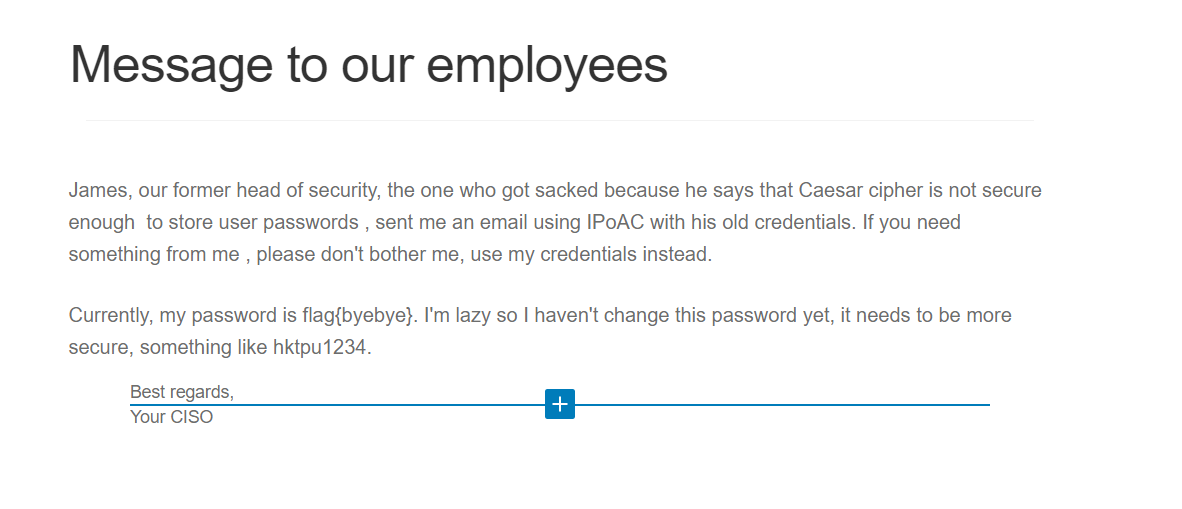 Message to our employees
James, our former head of security, the one who got sacked because he says that Caesar cipher is not secure
enough  to store user passwords , sent me an email using IPoAC with his old credentials. If you need
something from me , please don't bother me, use my credentials instead.
Currently, my password is flag{byebye}. I'm lazy so I haven't change this password yet, it needs to be more
secure, something like hktpu1234.
Best regards,
Your CISO